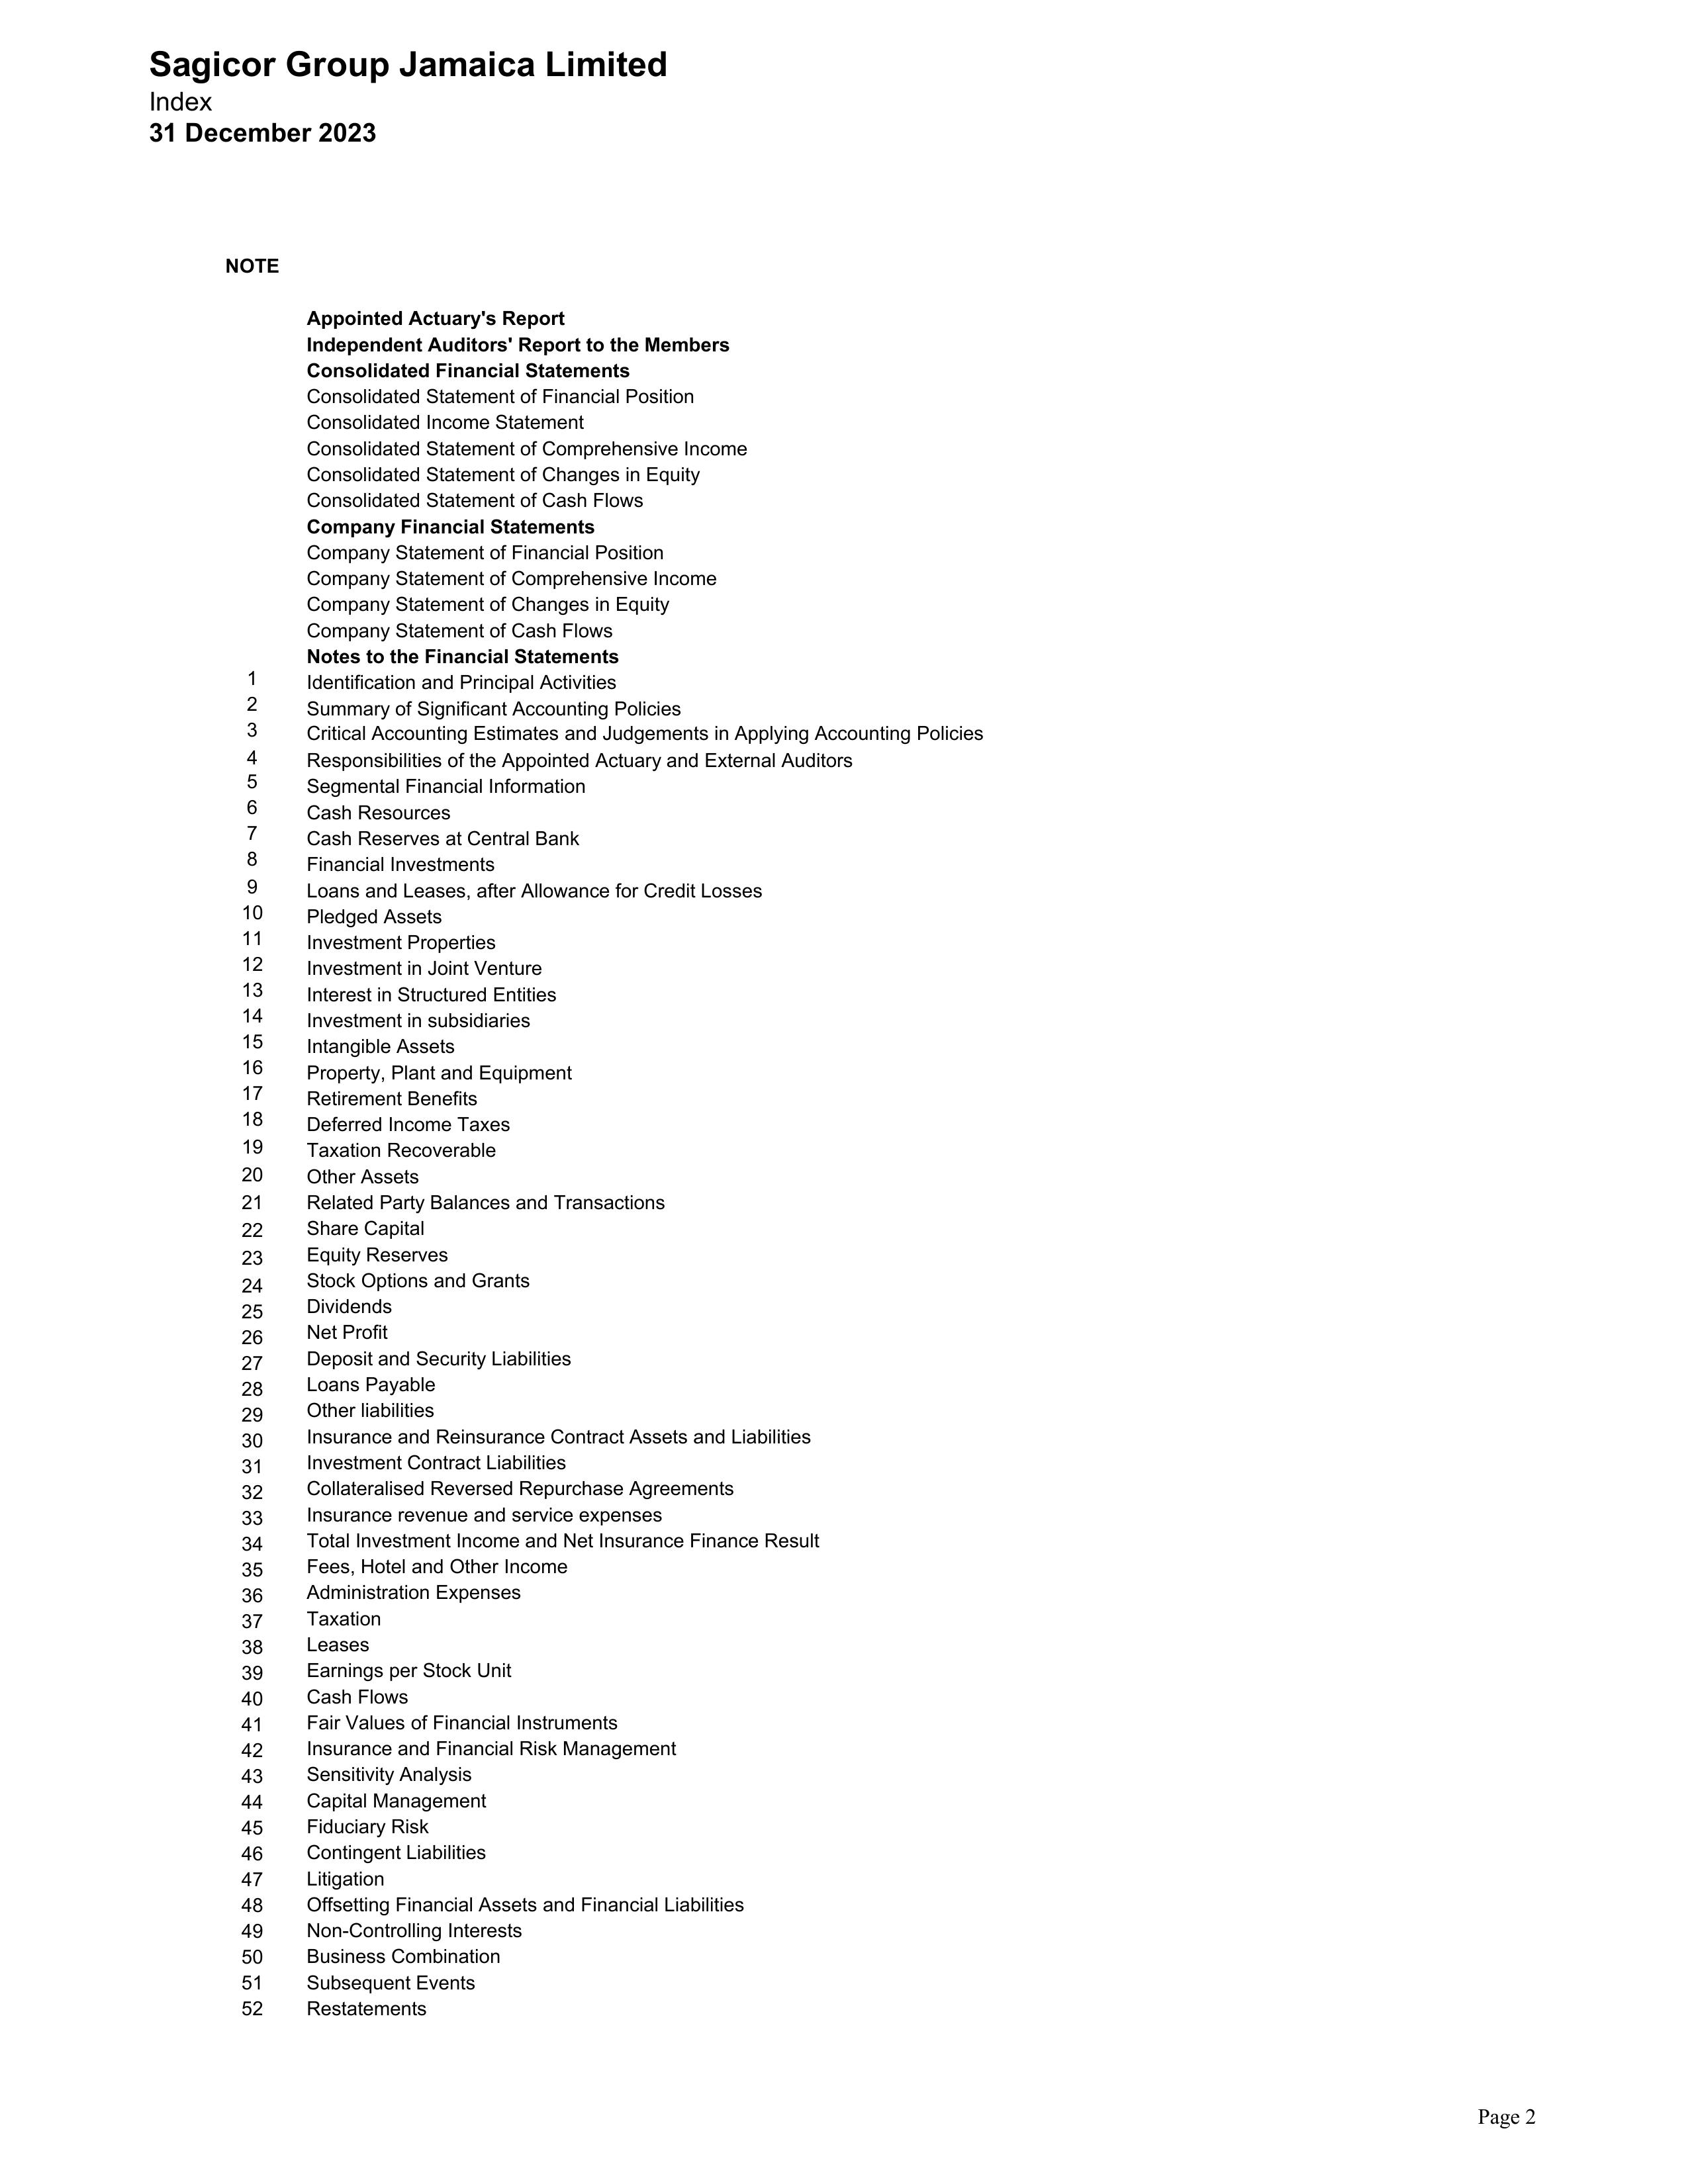 Sagicor Group Jamaica Limited
Index
31 December 2023
NOTE
Appointed Actuary's Report
Independent Auditors' Report to the Members
Consolidated Financial Statements
Consolidated Statement of Financial Position
Consolidated Income Statement
Consolidated Statement of Comprehensive Income
Consolidated Statement of Changes in Equity
Consolidated Statement of Cash Flows
Company Financial Statements
Company Statement of Financial Position
Company Statement of Comprehensive Income
Company Statement of Changes in Equity
Company Statement of Cash Flows
Notes to the Financial Statements
1 Identification and Principal Activities
2 Summary of Significant Accounting Policies
3 Critical Accounting Estimates and Judgements in Applying Accounting Policies
4 Responsibilities of the Appointed Actuary and External Auditors
5 Segmental Financial Information
6 Cash Resources
7 Cash Reserves at Central Bank
8 Financial Investments
9 Loans and Leases, after Allowance for Credit Losses
10 Pledged Assets
11 Investment Properties
12 Investment in Joint Venture
13 Interest in Structured Entities
14 Investment in subsidiaries
15 Intangible Assets
16 Property, Plant and Equipment
17 Retirement Benefits
18 Deferred Income Taxes
19 Taxation Recoverable
20 Other Assets
21 Related Party Balances and Transactions
22 Share Capital
23 Equity Reserves
24 Stock Options and Grants
25 Dividends
26 Net Profit
27 Deposit and Security Liabilities
28 Loans Payable
29 Other liabilities
30 Insurance and Reinsurance Contract Assets and Liabilities
31 Investment Contract Liabilities
32 Collateralised Reversed Repurchase Agreements
33 Insurance revenue and service expenses
34 Total Investment Income and Net Insurance Finance Result
35 Fees, Hotel and Other Income
36 Administration Expenses
37 Taxation
38 Leases
39 Earnings per Stock Unit
40 Cash Flows
41 Fair Values of Financial Instruments
42 Insurance and Financial Risk Management
43 Sensitivity Analysis
44 Capital Management
45 Fiduciary Risk
46 Contingent Liabilities
47 Litigation
48 Offsetting Financial Assets and Financial Liabilities
49 Non-Controlling Interests
50 Business Combination
51 Subsequent Events
52 Restatements
Page 2